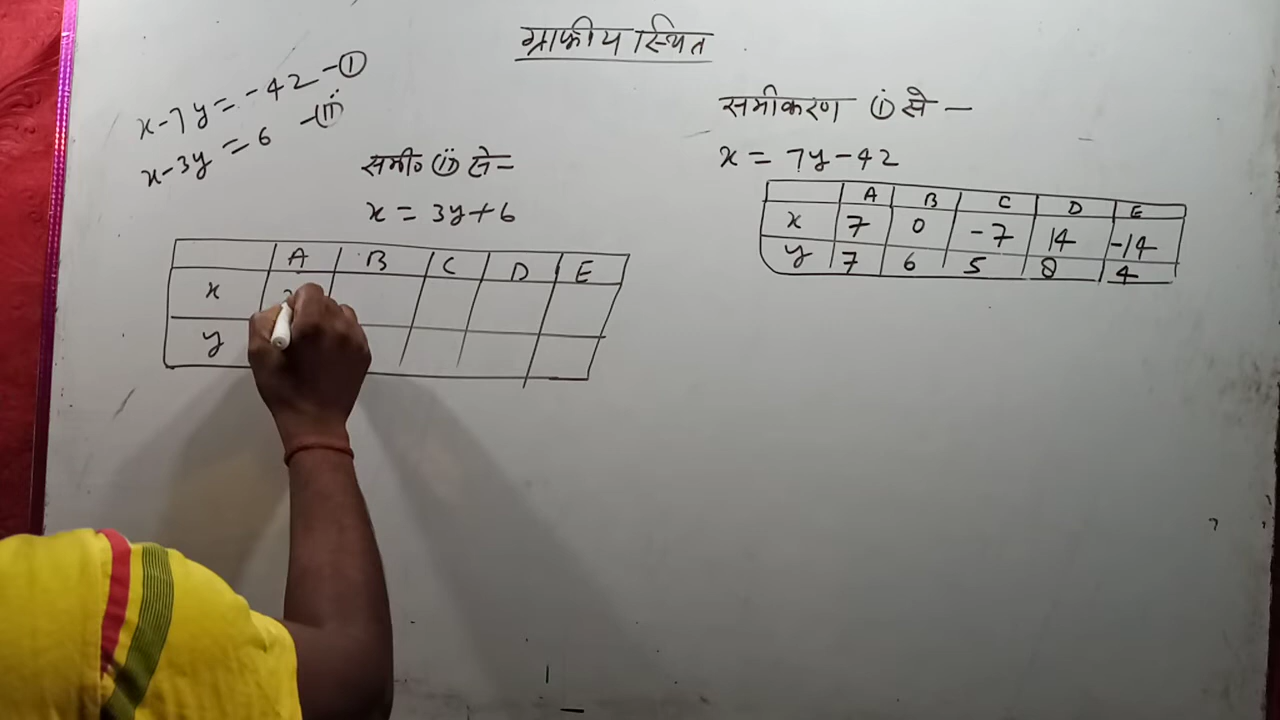 ग्राफीय स्थित
x-7y=-42-①
x-3y=6-(ii)
समी० (ii) से-
x = 3y+6
A B C D E
x
y
समीकरण (i) से-
x = 7y-42
A B C D E
x 7 0 -7 14 -14
y 7 6 5 8 4